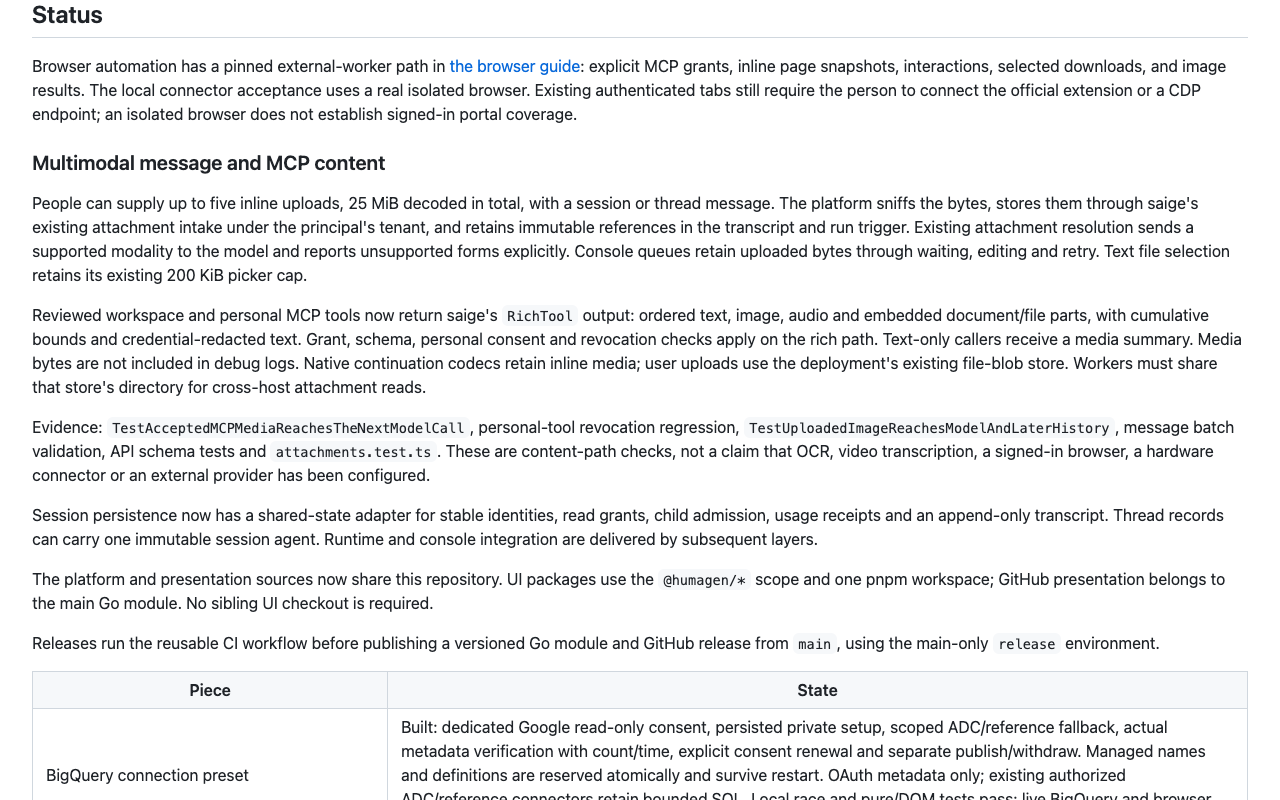 Status
Browser automation has a pinned external-worker path in the browser guide: explicit MCP grants, inline page snapshots, interactions, selected downloads, and image
results. The local connector acceptance uses a real isolated browser. Existing authenticated tabs still require the person to connect the official extension or a CDP
endpoint; an isolated browser does not establish signed-in portal coverage.
Multimodal message and MCP content
People can supply up to five inline uploads, 25 MiB decoded in total, with a session or thread message. The platform sniffs the bytes, stores them through saige's
existing attachment intake under the principal's tenant, and retains immutable references in the transcript and run trigger. Existing attachment resolution sends a
supported modality to the model and reports unsupported forms explicitly. Console queues retain uploaded bytes through waiting, editing and retry. Text file selection
retains its existing 200 KiB picker cap.
Reviewed workspace and personal MCP tools now return saige's RichTool output: ordered text, image, audio and embedded document/file parts, with cumulative
bounds and credential-redacted text. Grant, schema, personal consent and revocation checks apply on the rich path. Text-only callers receive a media summary. Media
bytes are not included in debug logs. Native continuation codecs retain inline media; user uploads use the deployment's existing file-blob store. Workers must share
that store's directory for cross-host attachment reads.
Evidence: TestAcceptedMCPMediaReachesTheNextModelCall, personal-tool revocation regression, TestUploadedImageReachesModelAndLaterHistory, message batch
validation, API schema tests and attachments.test.ts. These are content-path checks, not a claim that OCR, video transcription, a signed-in browser, a hardware
connector or an external provider has been configured.
Session persistence now has a shared-state adapter for stable identities, read grants, child admission, usage receipts and an append-only transcript. Thread records
can carry one immutable session agent. Runtime and console integration are delivered by subsequent layers.
The platform and presentation sources now share this repository. UI packages use the @humagen/* scope and one pnpm workspace; GitHub presentation belongs to
the main Go module. No sibling UI checkout is required.
Releases run the reusable CI workflow before publishing a versioned Go module and GitHub release from main, using the main-only release environment.
Piece State
Built: dedicated Google read-only consent, persisted private setup, scoped ADC/reference fallback, actual
metadata verification with count/time, explicit consent renewal and separate publish/withdraw. Managed names
BigQuery connection preset
and definitions are reserved atomically and survive restart. OAuth metadata only; existing authorized
ADC/reference connectors retain bounded SQL. Local race and pure/DOM tests pass; live BigQuery and browser